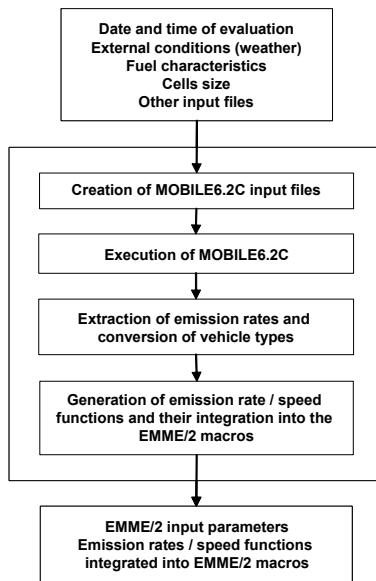 Date and time of evaluation
External conditions (weather)
Fuel characteristics
Cells size
Other input files
Creation of MOBILE6.2C input files
Execution of MOBILE6.2C
Extraction of emission rates and
conversion of vehicle types
Generation of emission rate / speed
functions and their integration into the
EMME/2 macros
EMME/2 input parameters
Emission rates / speed functions
integrated into EMME/2 macros